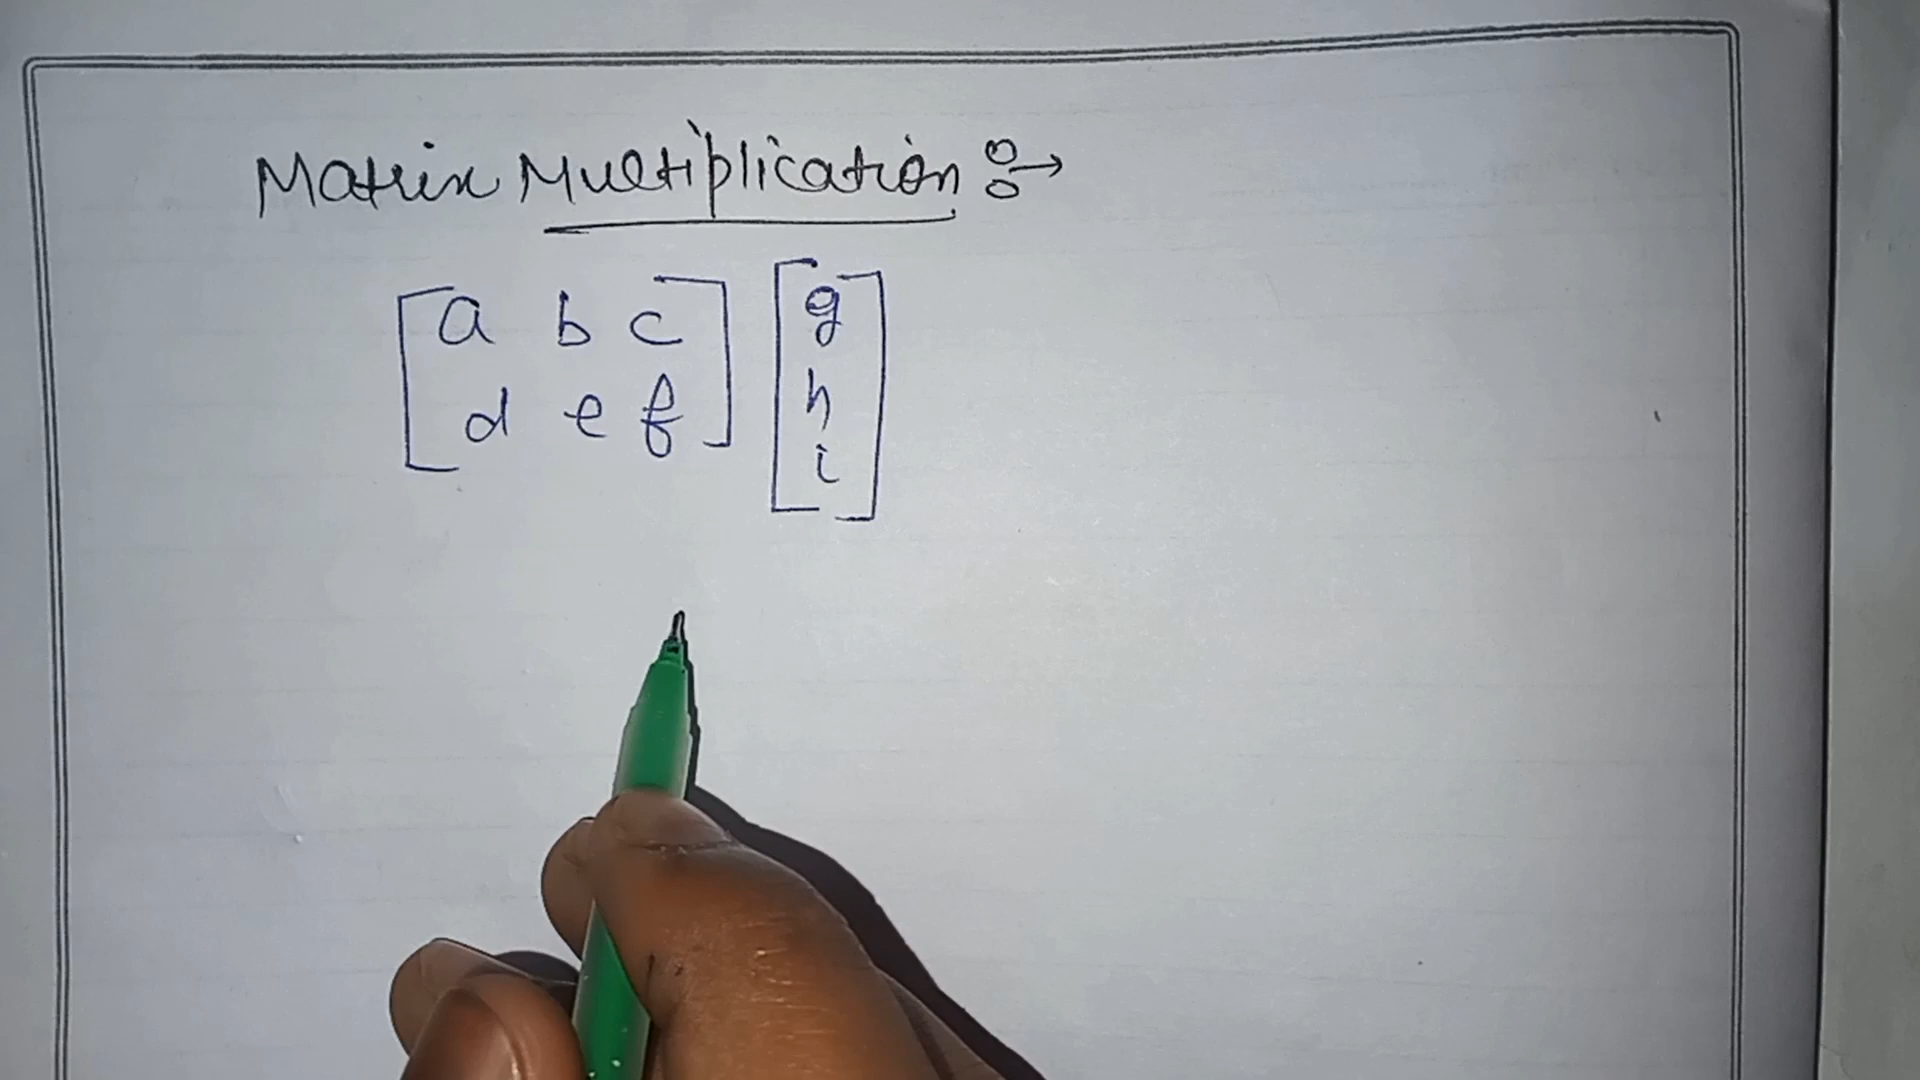 Matrix Multiplication :→
[a b c] [g
[d e f] h
i]